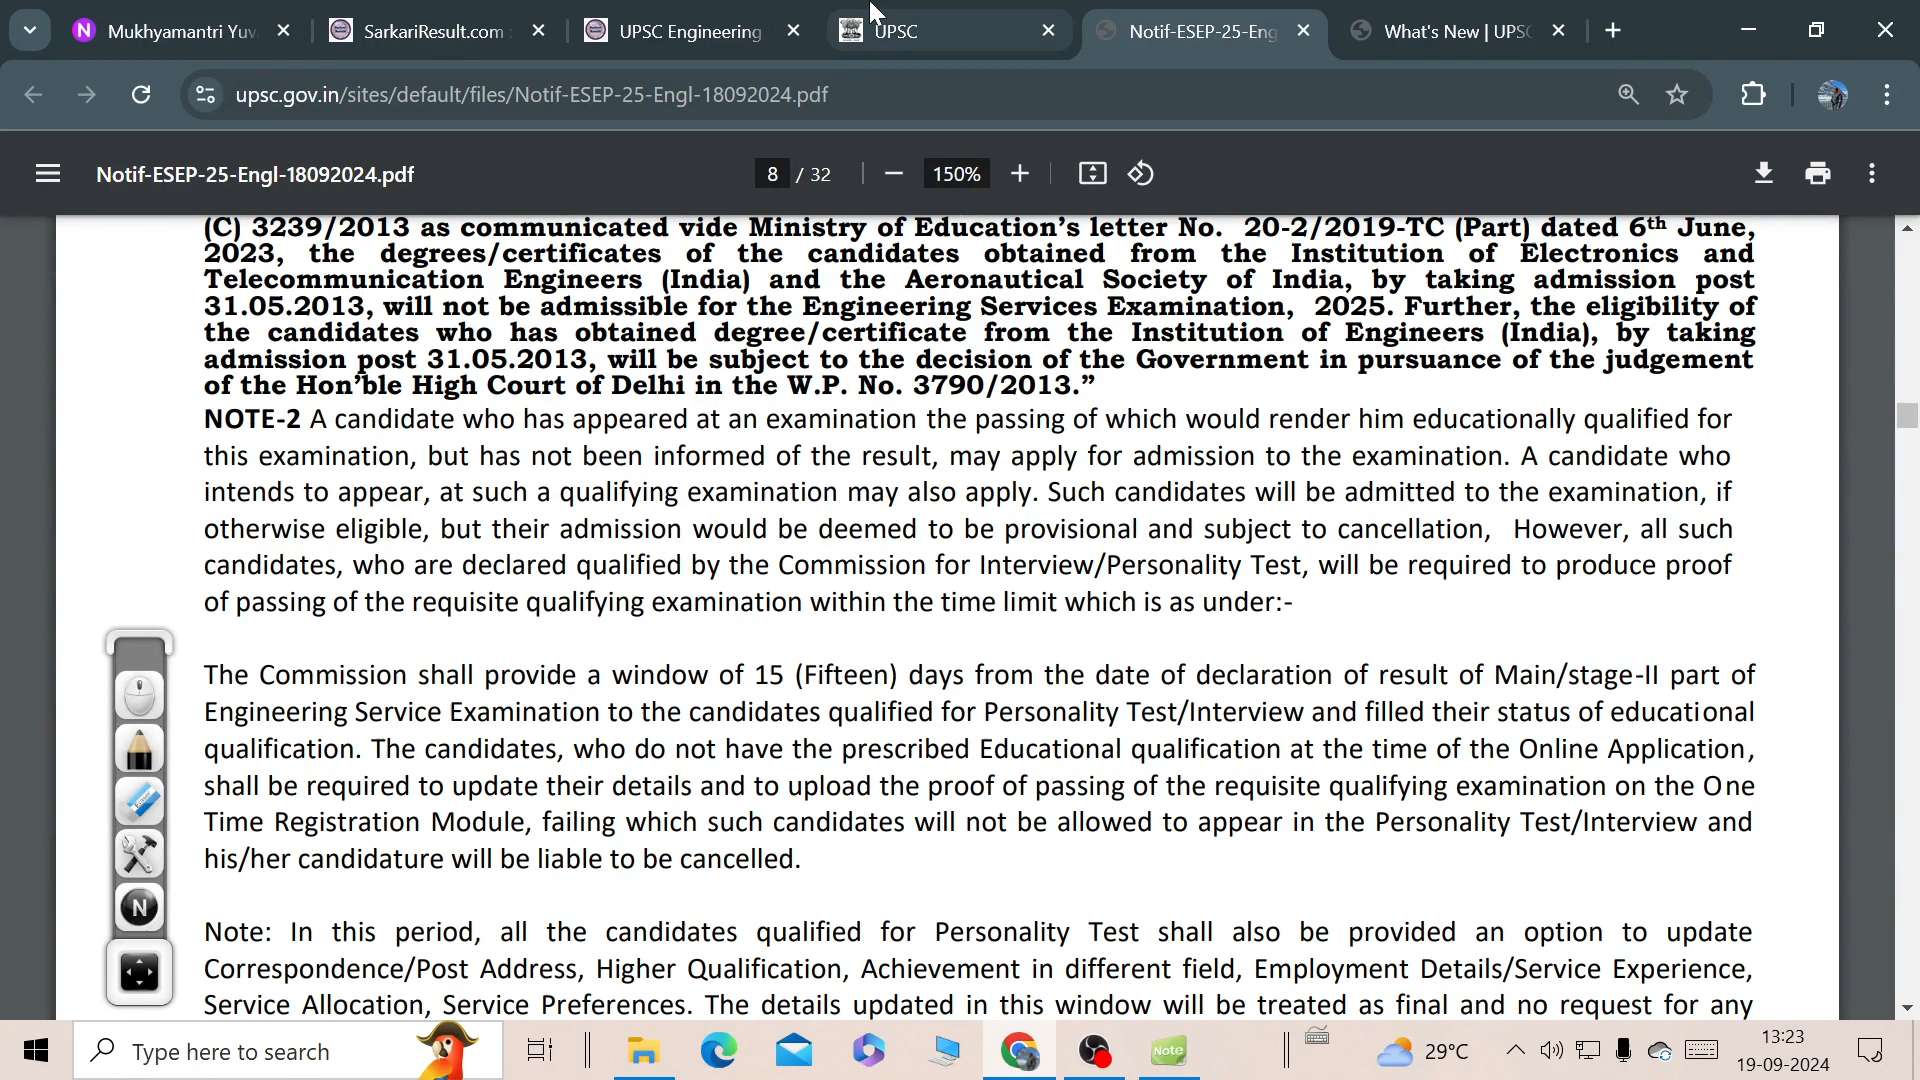 N Mukhyamantri Yuv
SarkariResult.com :
UPSC Engineering
UPSC
Notif-ESEP-25-Eng
What's New | UPSC
upsc.gov.in/sites/default/files/Notif-ESEP-25-Engl-18092024.pdf
Notif-ESEP-25-Engl-18092024.pdf
8 / 32
150%
(C) 3239/2013 as communicated vide Ministry of Education's letter No. 20-2/2019-TC (Part) dated 6th June,
2023, the degrees/certificates of the candidates obtained from the Institution of Electronics and
Telecommunication Engineers (India) and the Aeronautical Society of India, by taking admission post
31.05.2013, will not be admissible for the Engineering Services Examination, 2025. Further, the eligibility of
the candidates who has obtained degree/certificate from the Institution of Engineers (India), by taking
admission post 31.05.2013, will be subject to the decision of the Government in pursuance of the judgement
of the Hon'ble High Court of Delhi in the W.P. No. 3790/2013.”
NOTE-2 A candidate who has appeared at an examination the passing of which would render him educationally qualified for
this examination, but has not been informed of the result, may apply for admission to the examination. A candidate who
intends to appear, at such a qualifying examination may also apply. Such candidates will be admitted to the examination, if
otherwise eligible, but their admission would be deemed to be provisional and subject to cancellation, However, all such
candidates, who are declared qualified by the Commission for Interview/Personality Test, will be required to produce proof
of passing of the requisite qualifying examination within the time limit which is as under:-
The Commission shall provide a window of 15 (Fifteen) days from the date of declaration of result of Main/stage-II part of
Engineering Service Examination to the candidates qualified for Personality Test/Interview and filled their status of educational
qualification. The candidates, who do not have the prescribed Educational qualification at the time of the Online Application,
shall be required to update their details and to upload the proof of passing of the requisite qualifying examination on the One
Time Registration Module, failing which such candidates will not be allowed to appear in the Personality Test/Interview and
his/her candidature will be liable to be cancelled.
Note: In this period, all the candidates qualified for Personality Test shall also be provided an option to update
Correspondence/Post Address, Higher Qualification, Achievement in different field, Employment Details/Service Experience,
Service Allocation, Service Preferences. The details updated in this window will be treated as final and no request for any
N
Type here to search
Note
29°C
13:23
19-09-2024